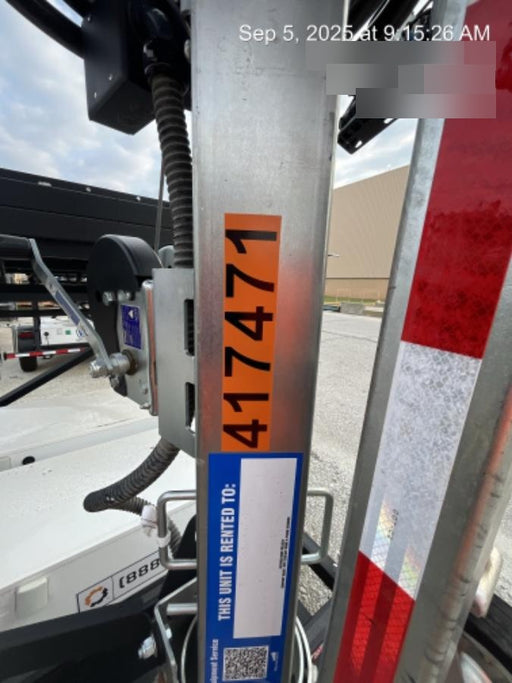 Sep 5, 2025 at 9:15:26 AM
417471
THIS UNIT IS RENTED TO:
(888